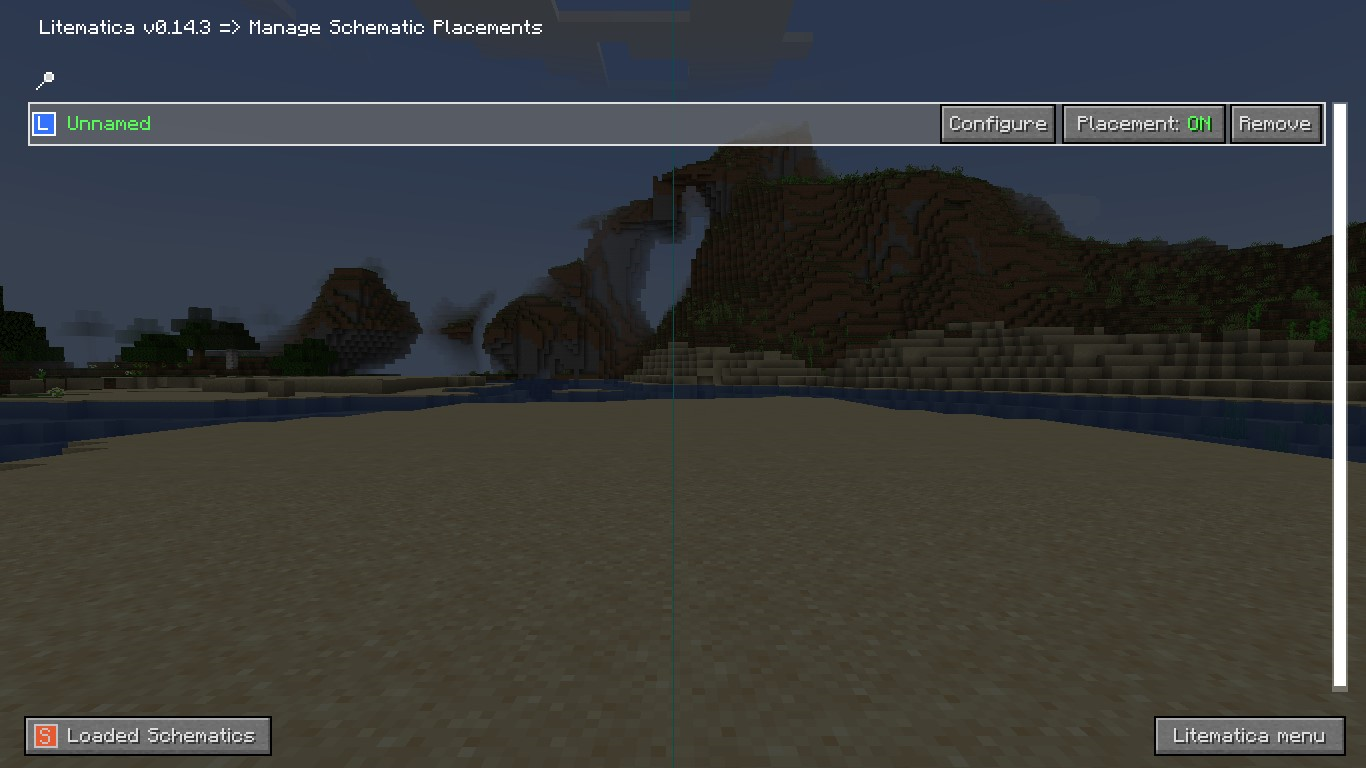 Litematica v0.14.3 => Manage Schematic Placements
L Unnamed Configure Placement: ON Remove
S Loaded Schematics Litematica menu